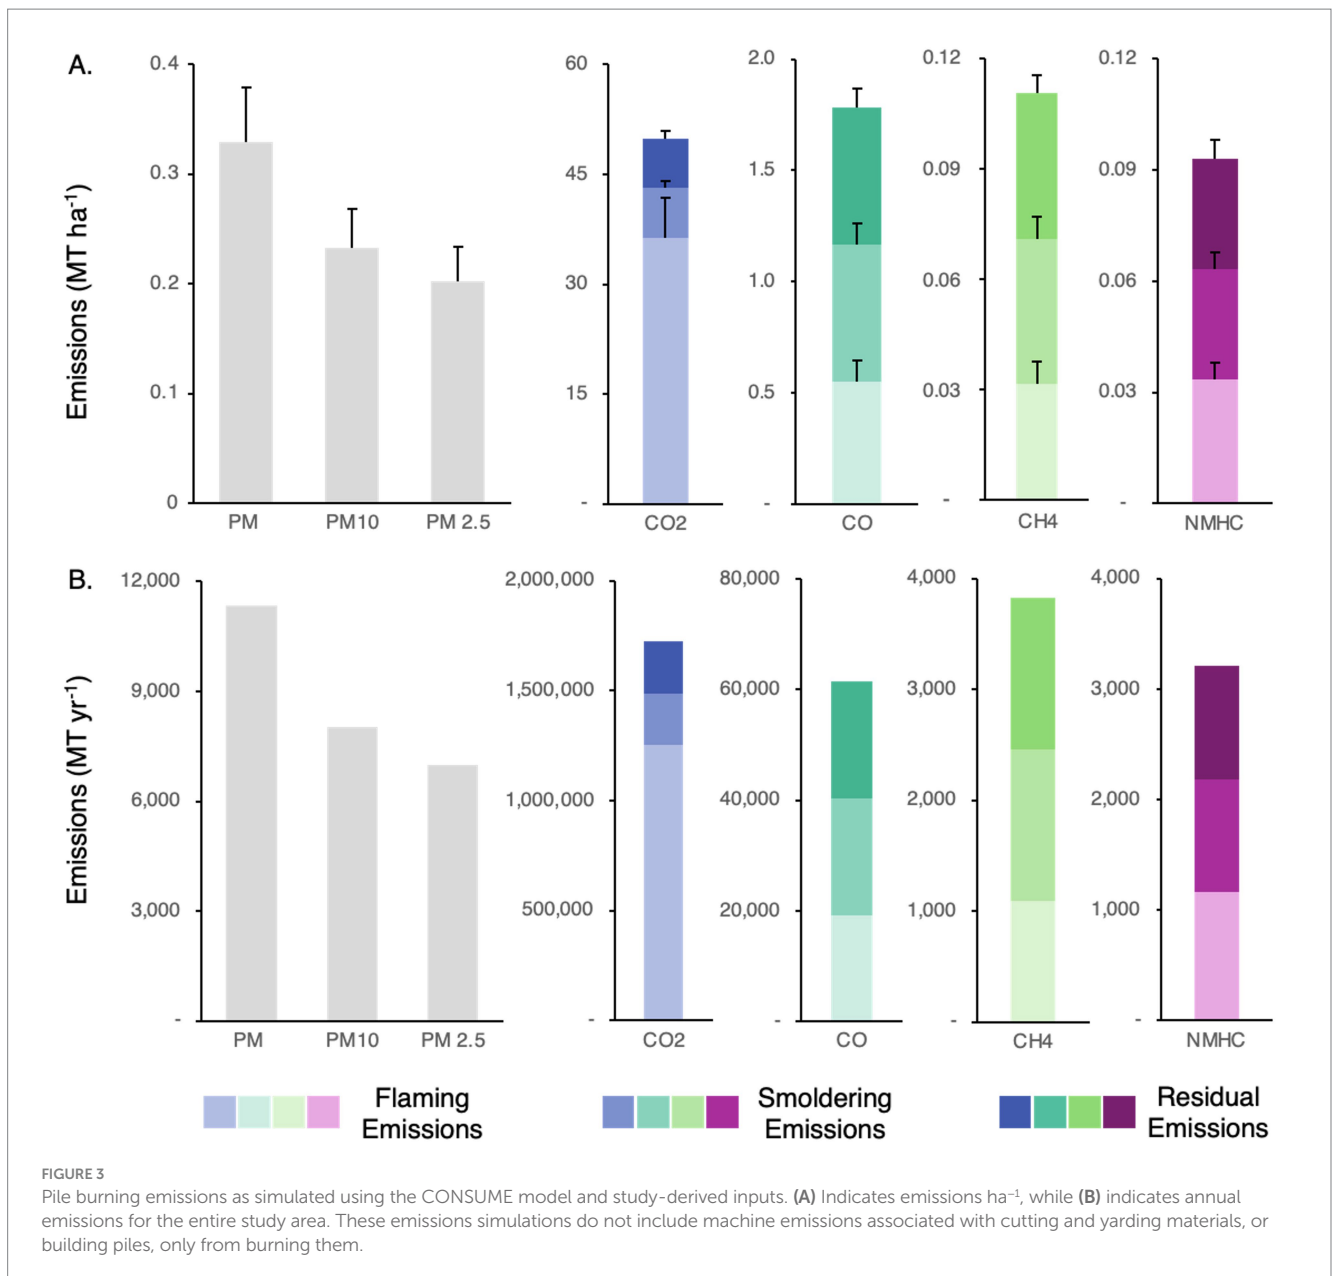 A.
Emissions (MT ha⁻¹)
0.4
0.3
0.2
0.1
0
PM
PM10
PM 2.5
60
45
30
15
-
CO2
2.0
1.5
1.0
0.5
-
CO
0.12
0.09
0.06
0.03
-
CH4
0.12
0.09
0.06
0.03
-
NMHC
B.
Emissions (MT yr⁻¹)
12,000
9,000
6,000
3,000
-
PM
PM10
PM 2.5
2,000,000
1,500,000
1,000,000
500,000
-
CO2
80,000
60,000
40,000
20,000
-
CO
4,000
3,000
2,000
1,000
-
CH4
4,000
3,000
2,000
1,000
-
NMHC
Flaming
Emissions
Smoldering
Emissions
Residual
Emissions
FIGURE 3
Pile burning emissions as simulated using the CONSUME model and study-derived inputs. (A) Indicates emissions ha⁻¹, while (B) indicates annual
emissions for the entire study area. These emissions simulations do not include machine emissions associated with cutting and yarding materials, or
building piles, only from burning them.